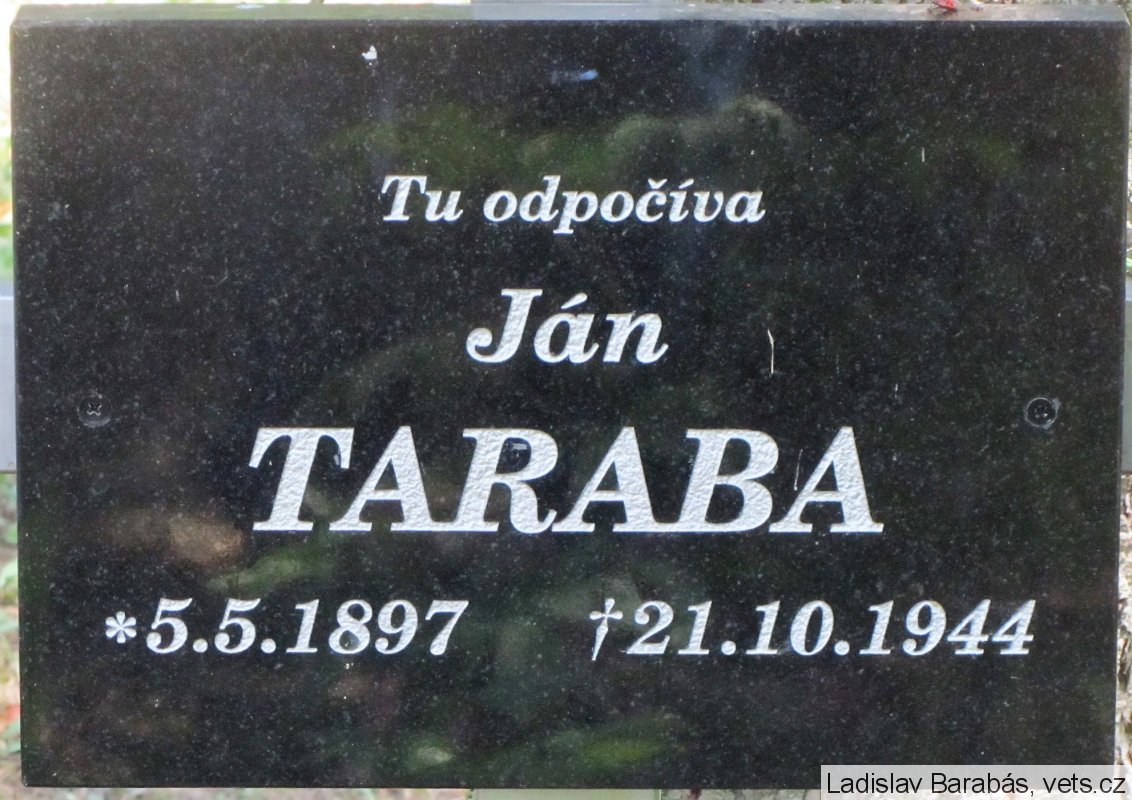 Tu odpočíva
Ján
TARABA
*5.5.1897 †21.10.1944
Ladislav Barabás, vets.cz